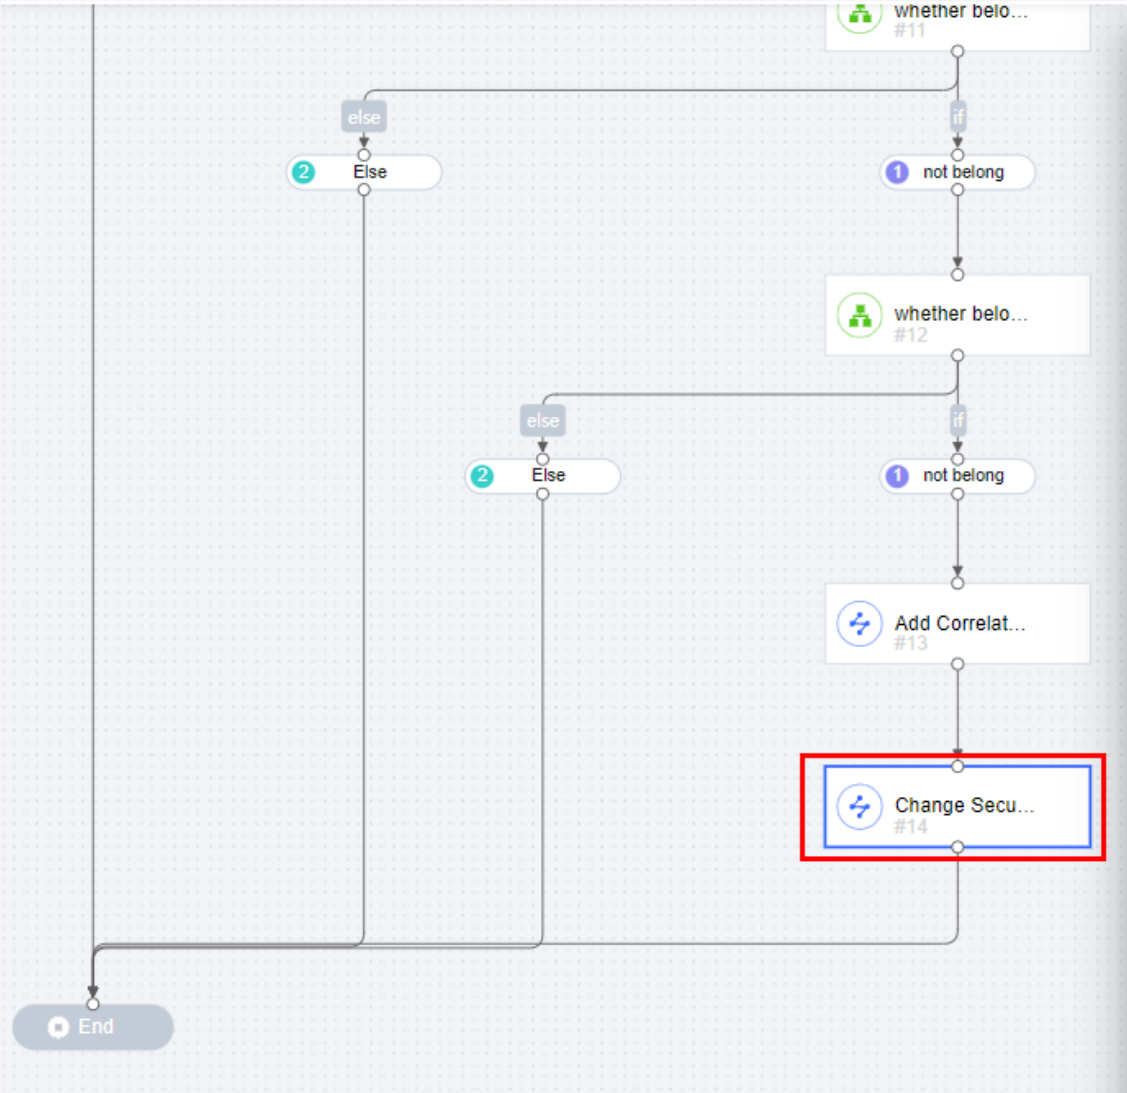 whether belo...
#11
else
if
2 Else
1 not belong
whether belo...
#12
else
if
2 Else
1 not belong
Add Correlat...
#13
Change Secu...
#14
End